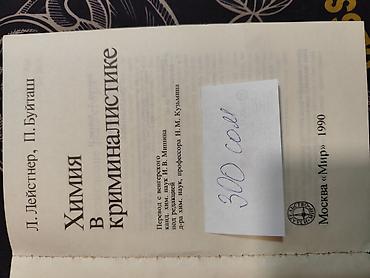 Л. Лейстнер, П. Буйташ
Химия
в
криминалистике
Перевод с венгерского
канд. хим. наук И. В. Мишина
под редакцией
д-ра хим. наук, профессора Н. М. Кузьмина
300 сом
Москва «Мир» 1990